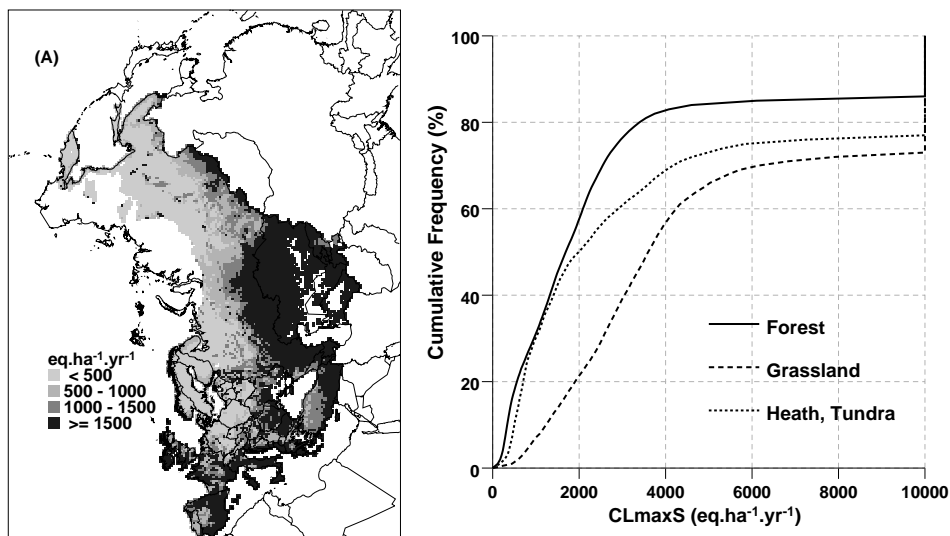 (A)
eq.ha⁻¹.yr⁻¹
< 500
500 - 1000
1000 - 1500
>= 1500
Cumulative Frequency (%)
100
80
60
40
20
0
Forest
Grassland
Heath, Tundra
0 2000 4000 6000 8000 10000
CLmaxS (eq.ha⁻¹.yr⁻¹)